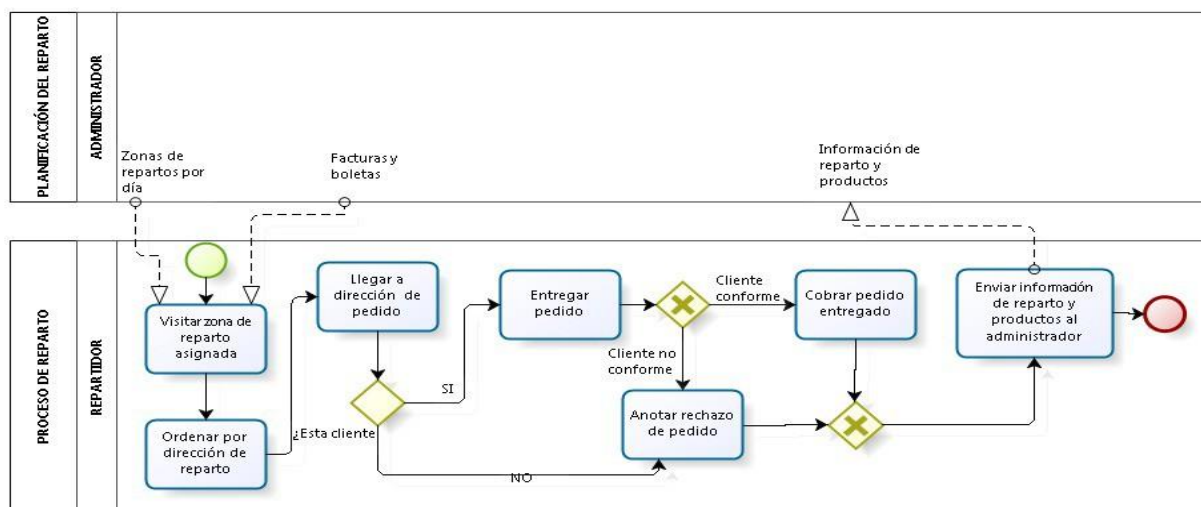 PLANIFICACIÓN DEL REPARTO
ADMINISTRADOR
Zonas de
repartos por
día
Facturas y
boletas
Información de
reparto y
productos
PROCESO DE REPARTO
REPARTIDOR
Visitar zona de
reparto
asignada
Ordenar por
dirección de
reparto
Llegar a
dirección de
pedido
¿Esta cliente
SI
NO
Entregar
pedido
Cliente
conforme
Cliente no
conforme
Cobrar pedido
entregado
Anotar rechazo
de pedido
Enviar información
de reparto y
productos al
administrador